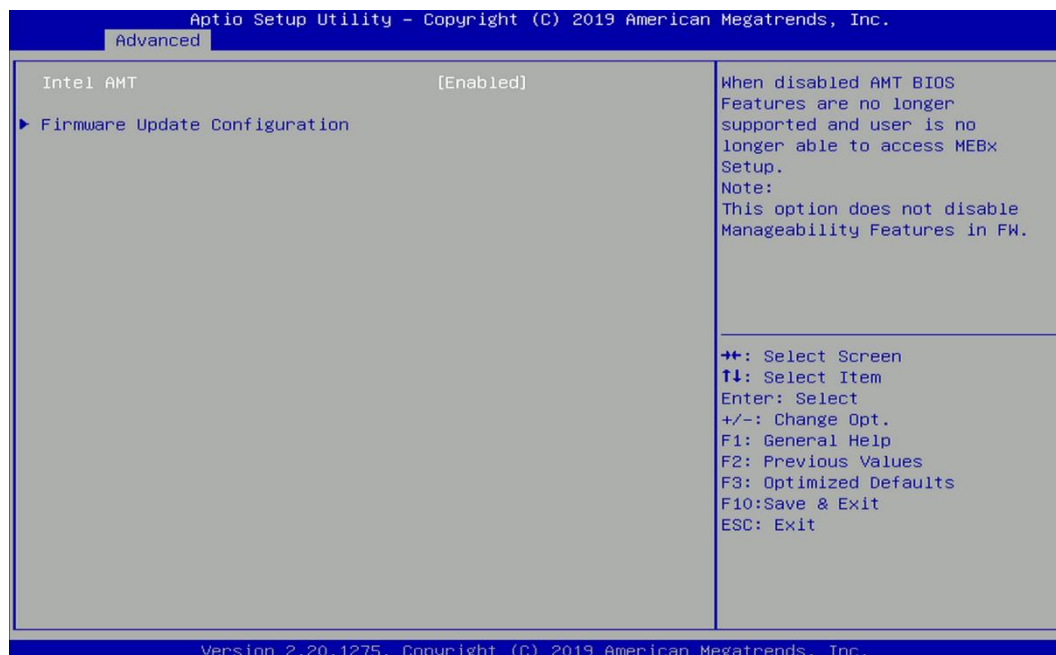 Aptio Setup Utility – Copyright (C) 2019 American Megatrends, Inc.
Advanced
Intel AMT [Enabled]
▶ Firmware Update Configuration
When disabled AMT BIOS
Features are no longer
supported and user is no
longer able to access MEBx
Setup.
Note:
This option does not disable
Manageability Features in FW.
→←: Select Screen
↑↓: Select Item
Enter: Select
+/-: Change Opt.
F1: General Help
F2: Previous Values
F3: Optimized Defaults
F10:Save & Exit
ESC: Exit
Version 2.20.1275. Copyright (C) 2019 American Megatrends, Inc.